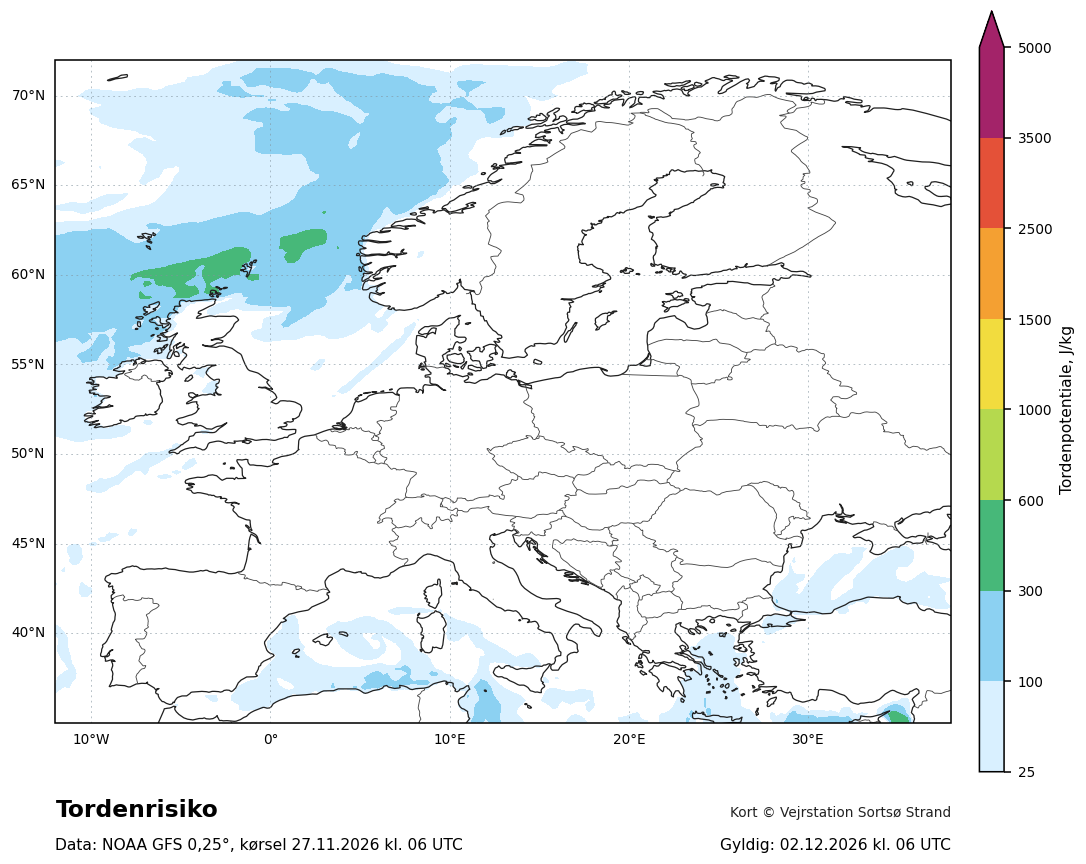 70°N
65°N
60°N
55°N
50°N
45°N
40°N
10°W
0°
10°E
20°E
30°E
5000
3500
2500
1500
1000
600
300
100
25
Tordenpotentiale, J/kg
Tordenrisiko
Kort © Vejrstation Sortsø Strand
Data: NOAA GFS 0,25°, kørsel 27.11.2026 kl. 06 UTC
Gyldig: 02.12.2026 kl. 06 UTC